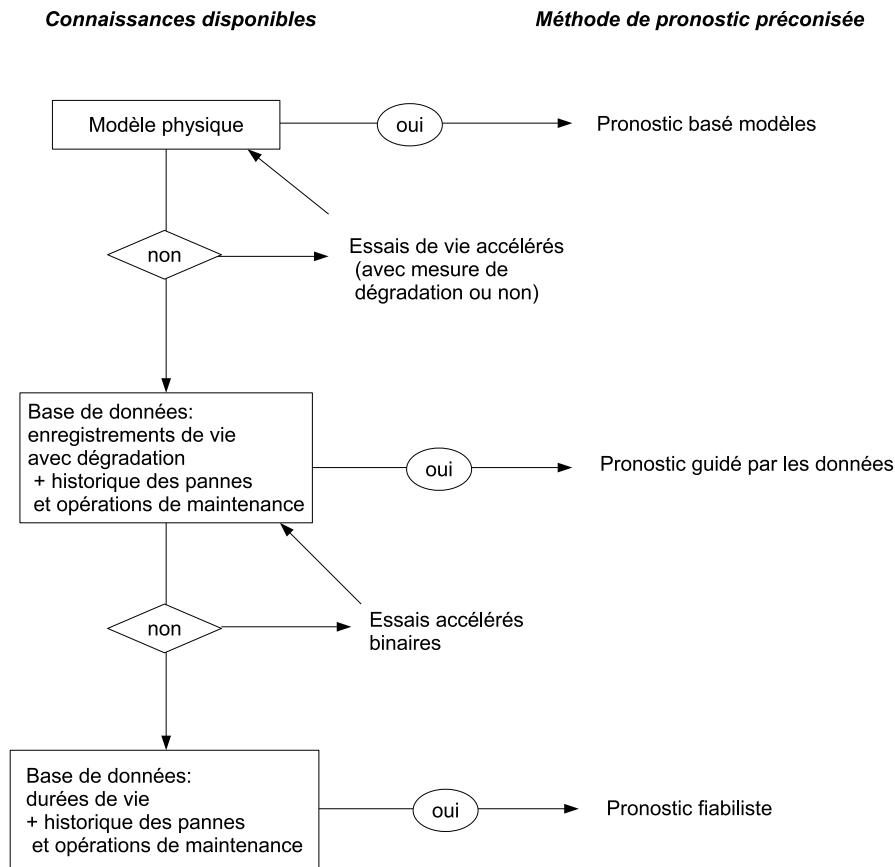 Connaissances disponibles
Méthode de pronostic préconisée
Modèle physique
oui
Pronostic basé modèles
non
Essais de vie accélérés
(avec mesure de
dégradation ou non)
Base de données:
enregistrements de vie
avec dégradation
+ historique des pannes
et opérations de maintenance
oui
Pronostic guidé par les données
non
Essais accélérés
binaires
Base de données:
durées de vie
+ historique des pannes
et opérations de maintenance
oui
Pronostic fiabiliste